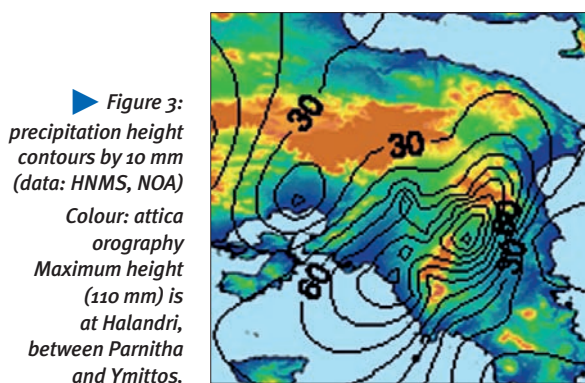 Figure 3:
precipitation height
contours by 10 mm
(data: HNMS, NOA)
Colour: attica
orography
Maximum height
(110 mm) is
at Halandri,
between Parnitha
and Ymittos.
30
30
60